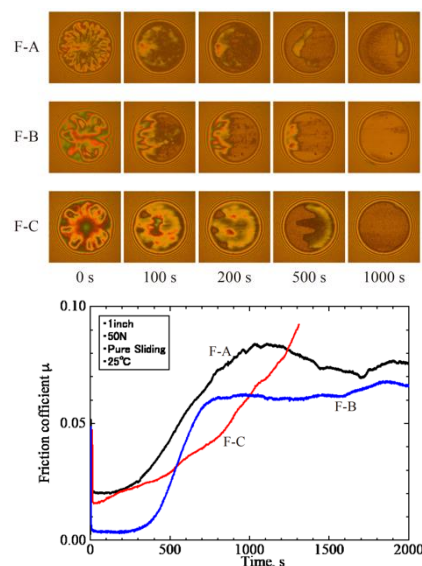 F-A
F-B
F-C
0 s 100 s 200 s 500 s 1000 s
0.10
0.05
0.00
Friction coefficient μ
•1inch
•50N
•Pure Sliding
•25°C
F-A
F-B
F-C
0 500 1000 1500 2000
Time, s